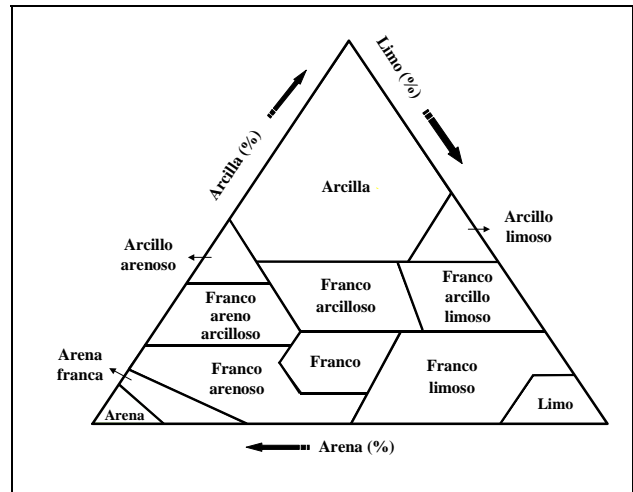 Limo (%)
Arcilla (%)
Arcilla
Arcillo
limoso
Arcillo
arenoso
Franco
arcilloso
Franco
arcillo
limoso
Franco
areno
arcilloso
Arena
franca
Franco
arenoso
Franco
Franco
limoso
Arena
Limo
Arena (%)